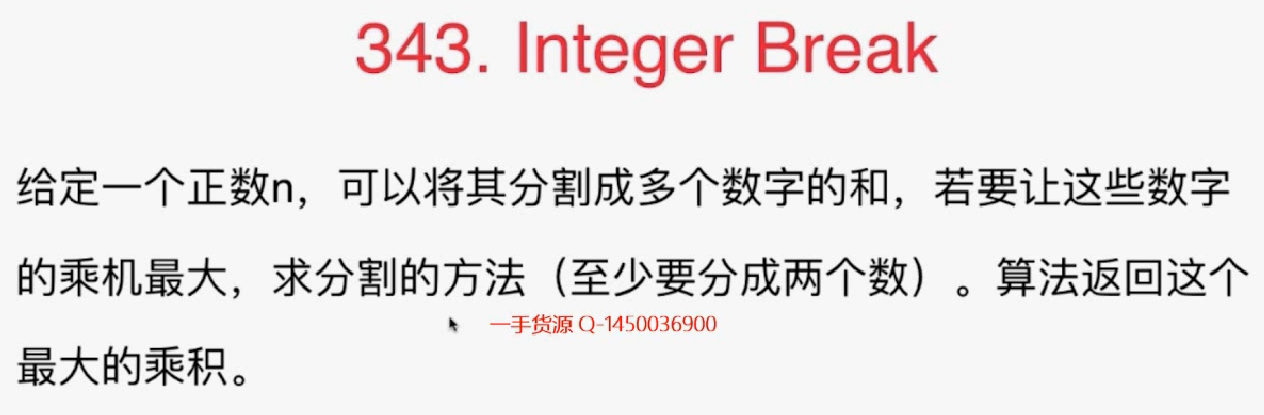 343. Integer Break
给定一个正数n，可以将其分割成多个数字的和，若要让这些数字
的乘机最大，求分割的方法（至少要分成两个数）。算法返回这个
一手货源 Q-1450036900
最大的乘积。